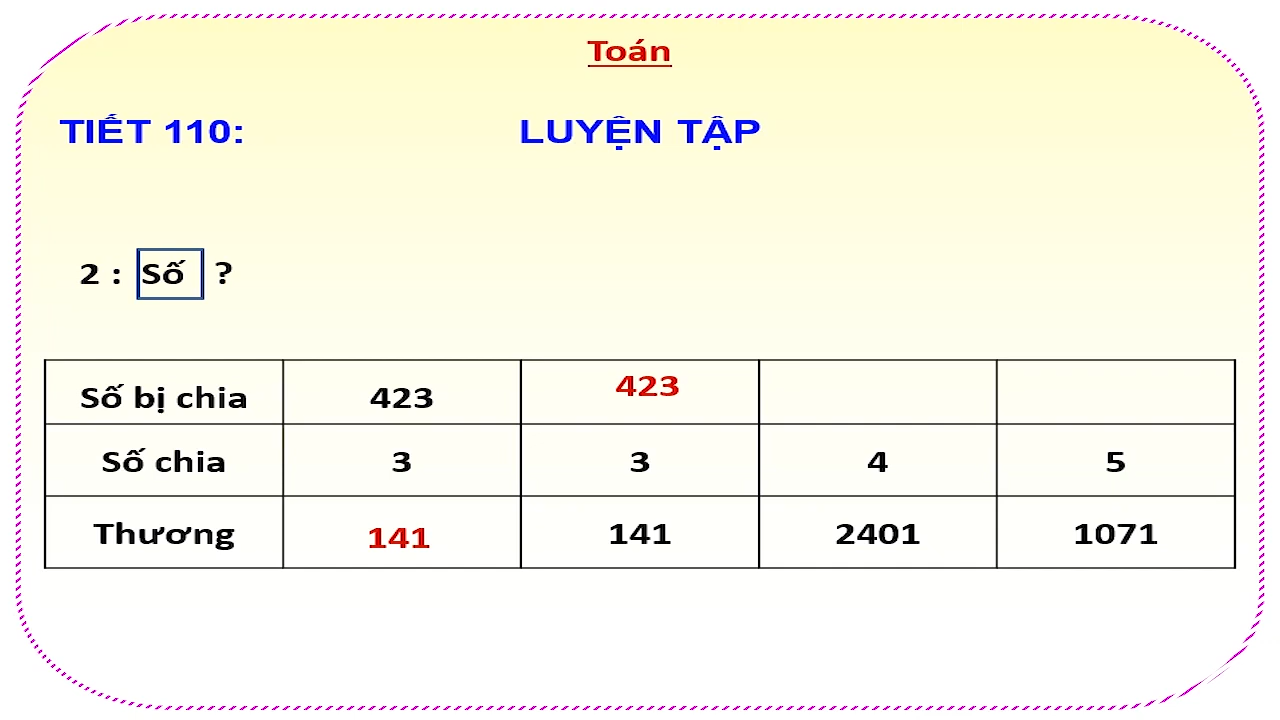 Toán
TIẾT 110: LUYỆN TẬP
2 : Số ?
Số bị chia 423 423
Số chia 3 3 4 5
Thương 141 141 2401 1071